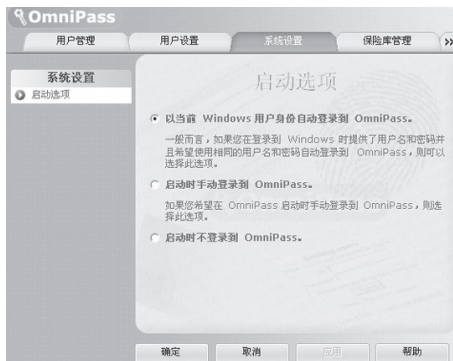 OmniPass
用户管理 用户设置 系统设置 保险库管理 »
系统设置
启动选项
启动选项
以当前 Windows 用户身份自动登录到 OmniPass。
一般而言，如果您在登录到 Windows 时提供了用户名和密码并
且希望使用相同的用户名和密码自动登录到 OmniPass，则可以
选择此选项。
启动时手动登录到 OmniPass。
如果您希望在 OmniPass 启动时手动登录到 OmniPass，则选
择此选项。
启动时不登录到 OmniPass。
确定 取消 应用 帮助